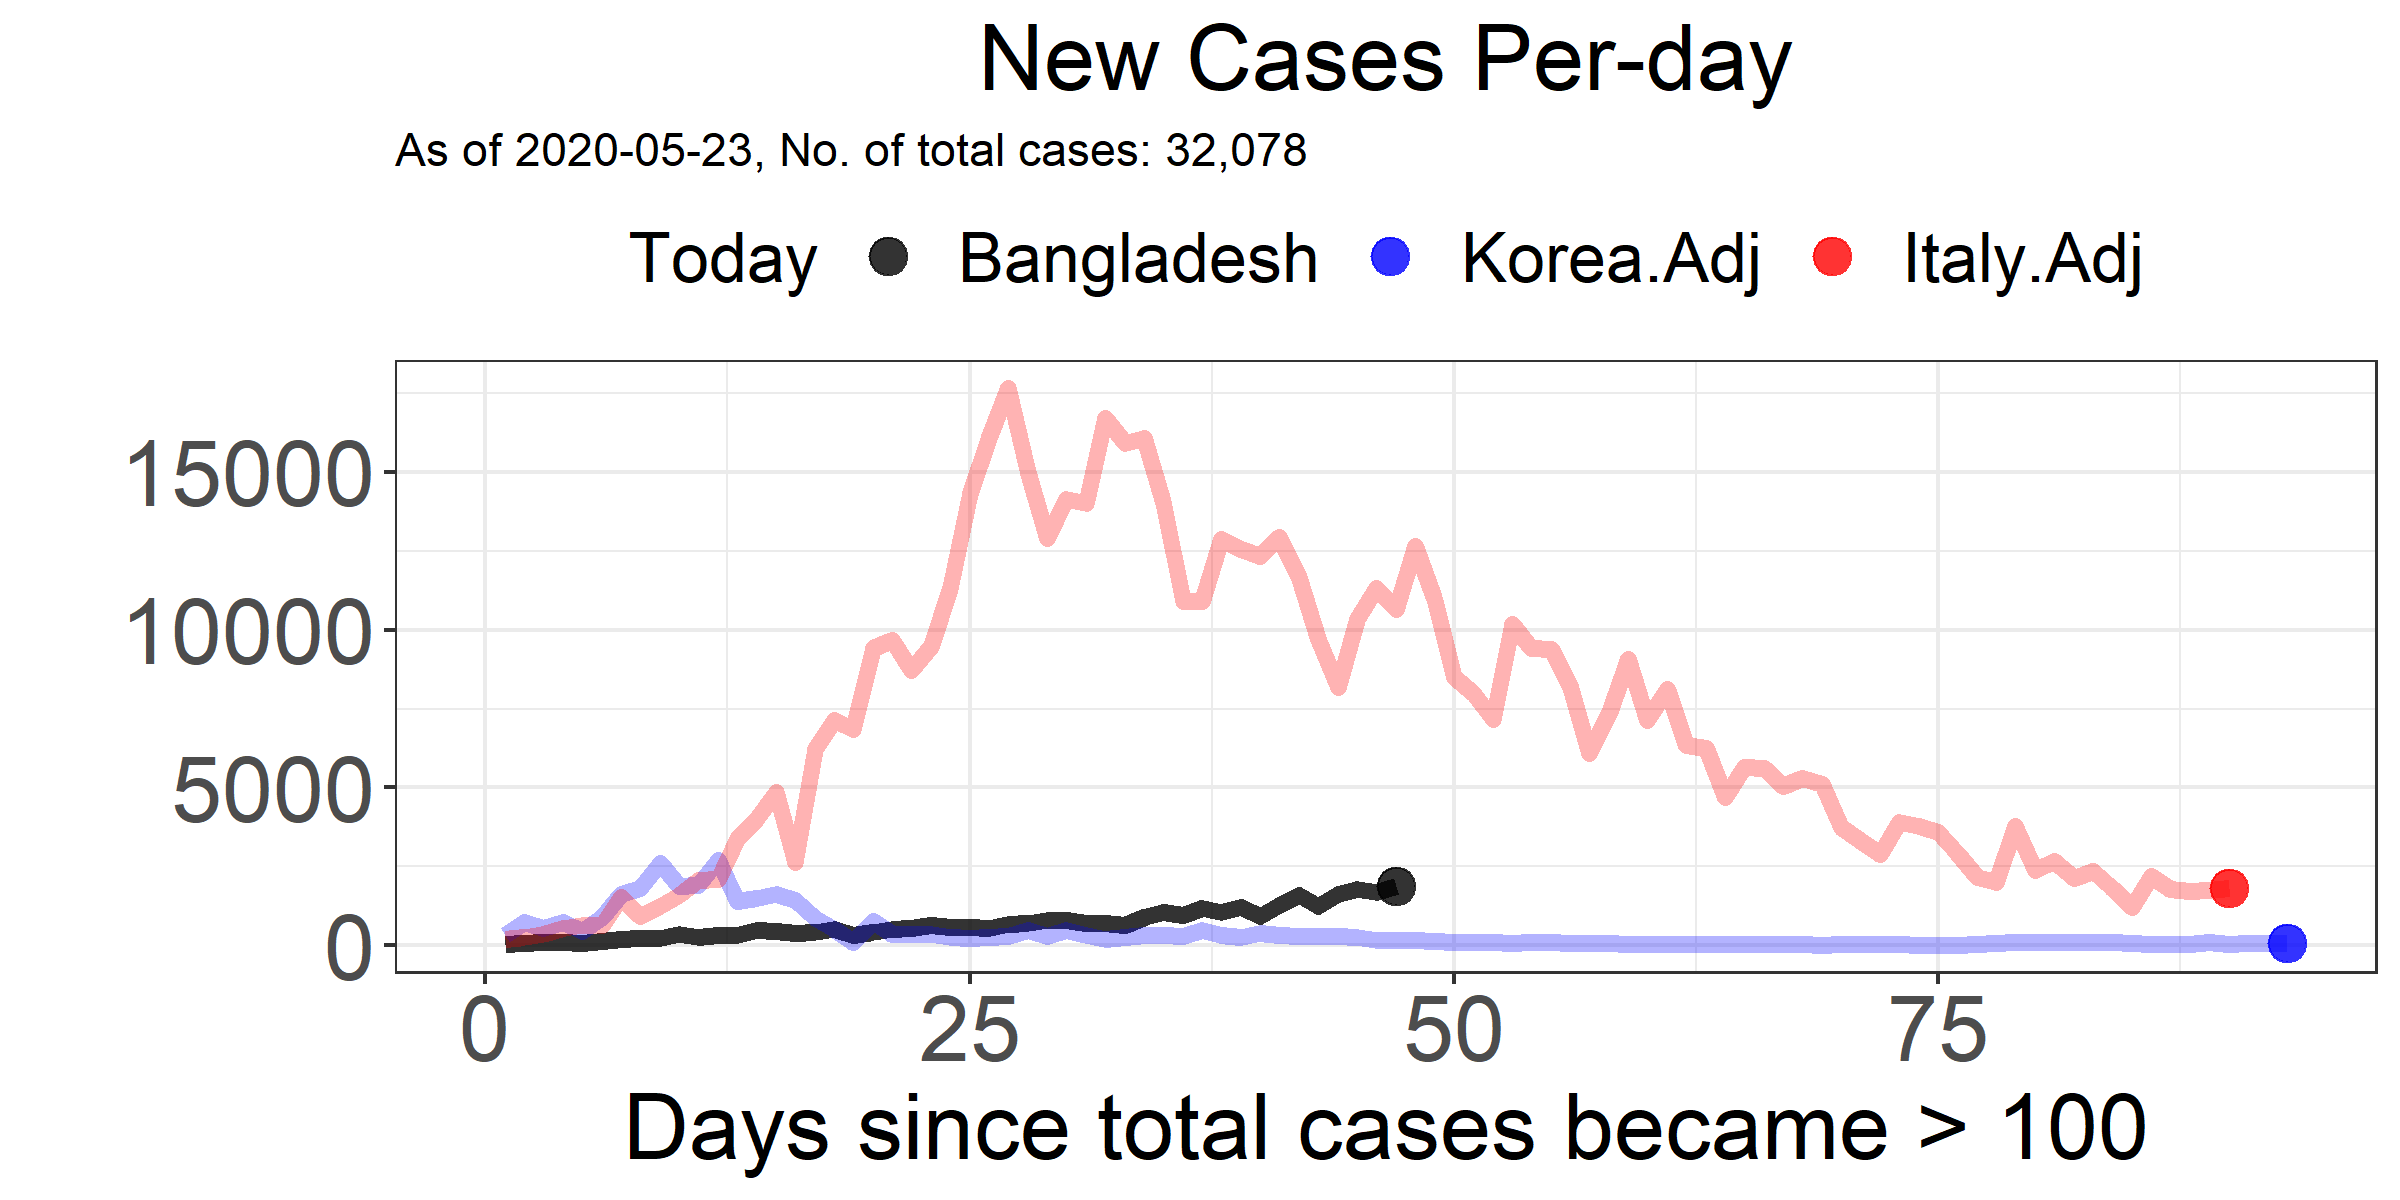 New Cases Per-day
As of 2020-05-23, No. of total cases: 32,078
Today Bangladesh Korea.Adj Italy.Adj
15000
10000
5000
0
0 25 50 75
Days since total cases became > 100